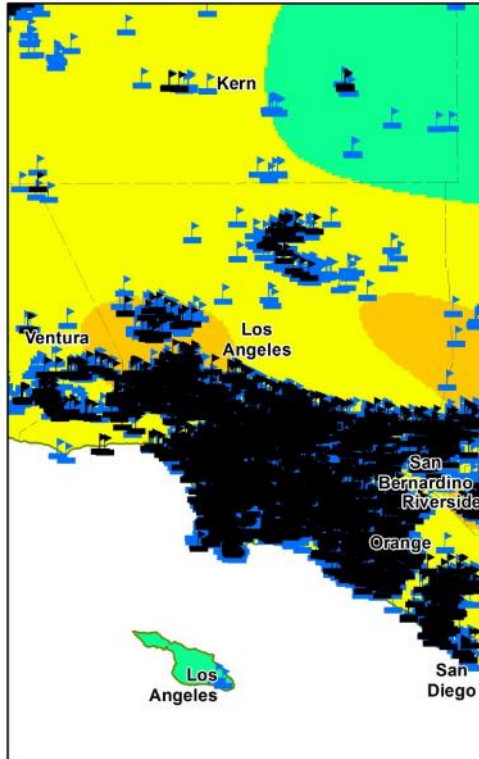 Kern
Ventura
Los
Angeles
San
Bernardino
Riverside
Orange
Los
Angeles
San
Diego